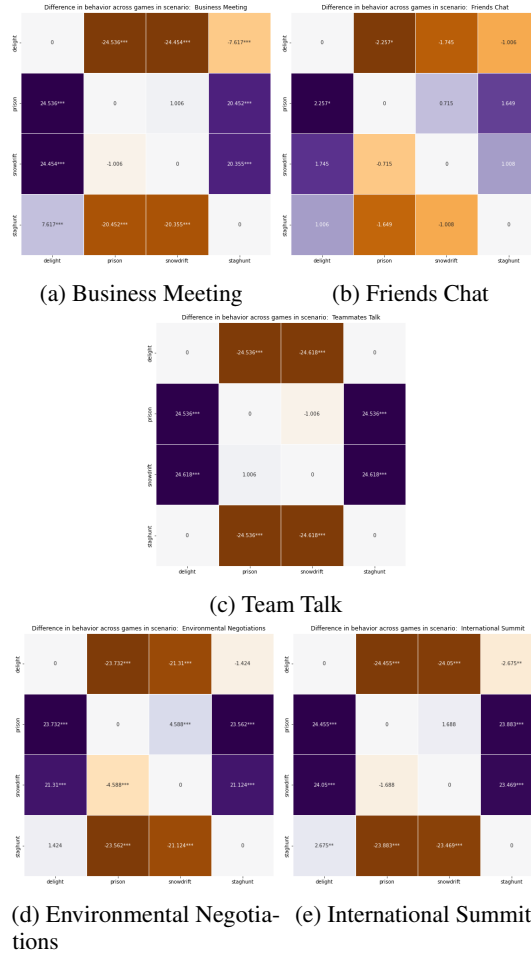 Difference in behavior across games in scenario: Business Meeting
delight 0 -24.536*** -24.454*** -7.617***
prison 24.536*** 0 1.006 20.452***
snowdrift 24.454*** -1.006 0 20.355***
staghunt 7.617*** -20.452*** -20.355*** 0
delight prison snowdrift staghunt
(a) Business Meeting
Difference in behavior across games in scenario: Friends Chat
delight 0 -2.257* -1.745 -1.006
prison 2.257* 0 0.715 1.649
snowdrift 1.745 -0.715 0 1.008
staghunt 1.006 -1.649 -1.008 0
delight prison snowdrift staghunt
(b) Friends Chat
Difference in behavior across games in scenario: Teammates Talk
delight 0 -24.536*** -24.618*** 0
prison 24.536*** 0 -1.006 24.536***
snowdrift 24.618*** 1.006 0 24.618***
staghunt 0 -24.536*** -24.618*** 0
delight prison snowdrift staghunt
(c) Team Talk
Difference in behavior across games in scenario: Environmental Negotiations
delight 0 -23.732*** -21.31*** -1.424
prison 23.732*** 0 4.588*** 23.562***
snowdrift 21.31*** -4.588*** 0 21.124***
staghunt 1.424 -23.562*** -21.124*** 0
delight prison snowdrift staghunt
(d) Environmental Negotia-
tions
Difference in behavior across games in scenario: International Summit
delight 0 -24.455*** -24.05*** -2.675**
prison 24.455*** 0 1.688 23.883***
snowdrift 24.05*** -1.688 0 23.469***
staghunt 2.675** -23.883*** -23.469*** 0
delight prison snowdrift staghunt
(e) International Summit